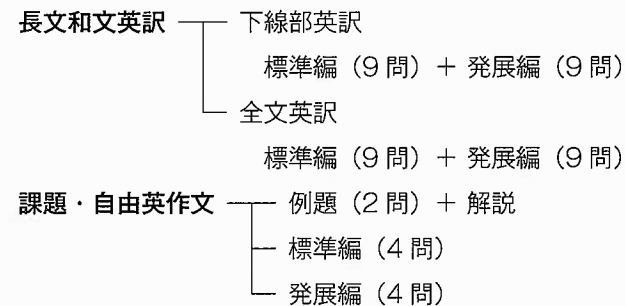 長文和文英訳 下線部英訳
標準編（9問）＋ 発展編（9問）
全文英訳
標準編（9問）＋ 発展編（9問）
課題・自由英作文 例題（2問）＋ 解説
標準編（4問）
発展編（4問）